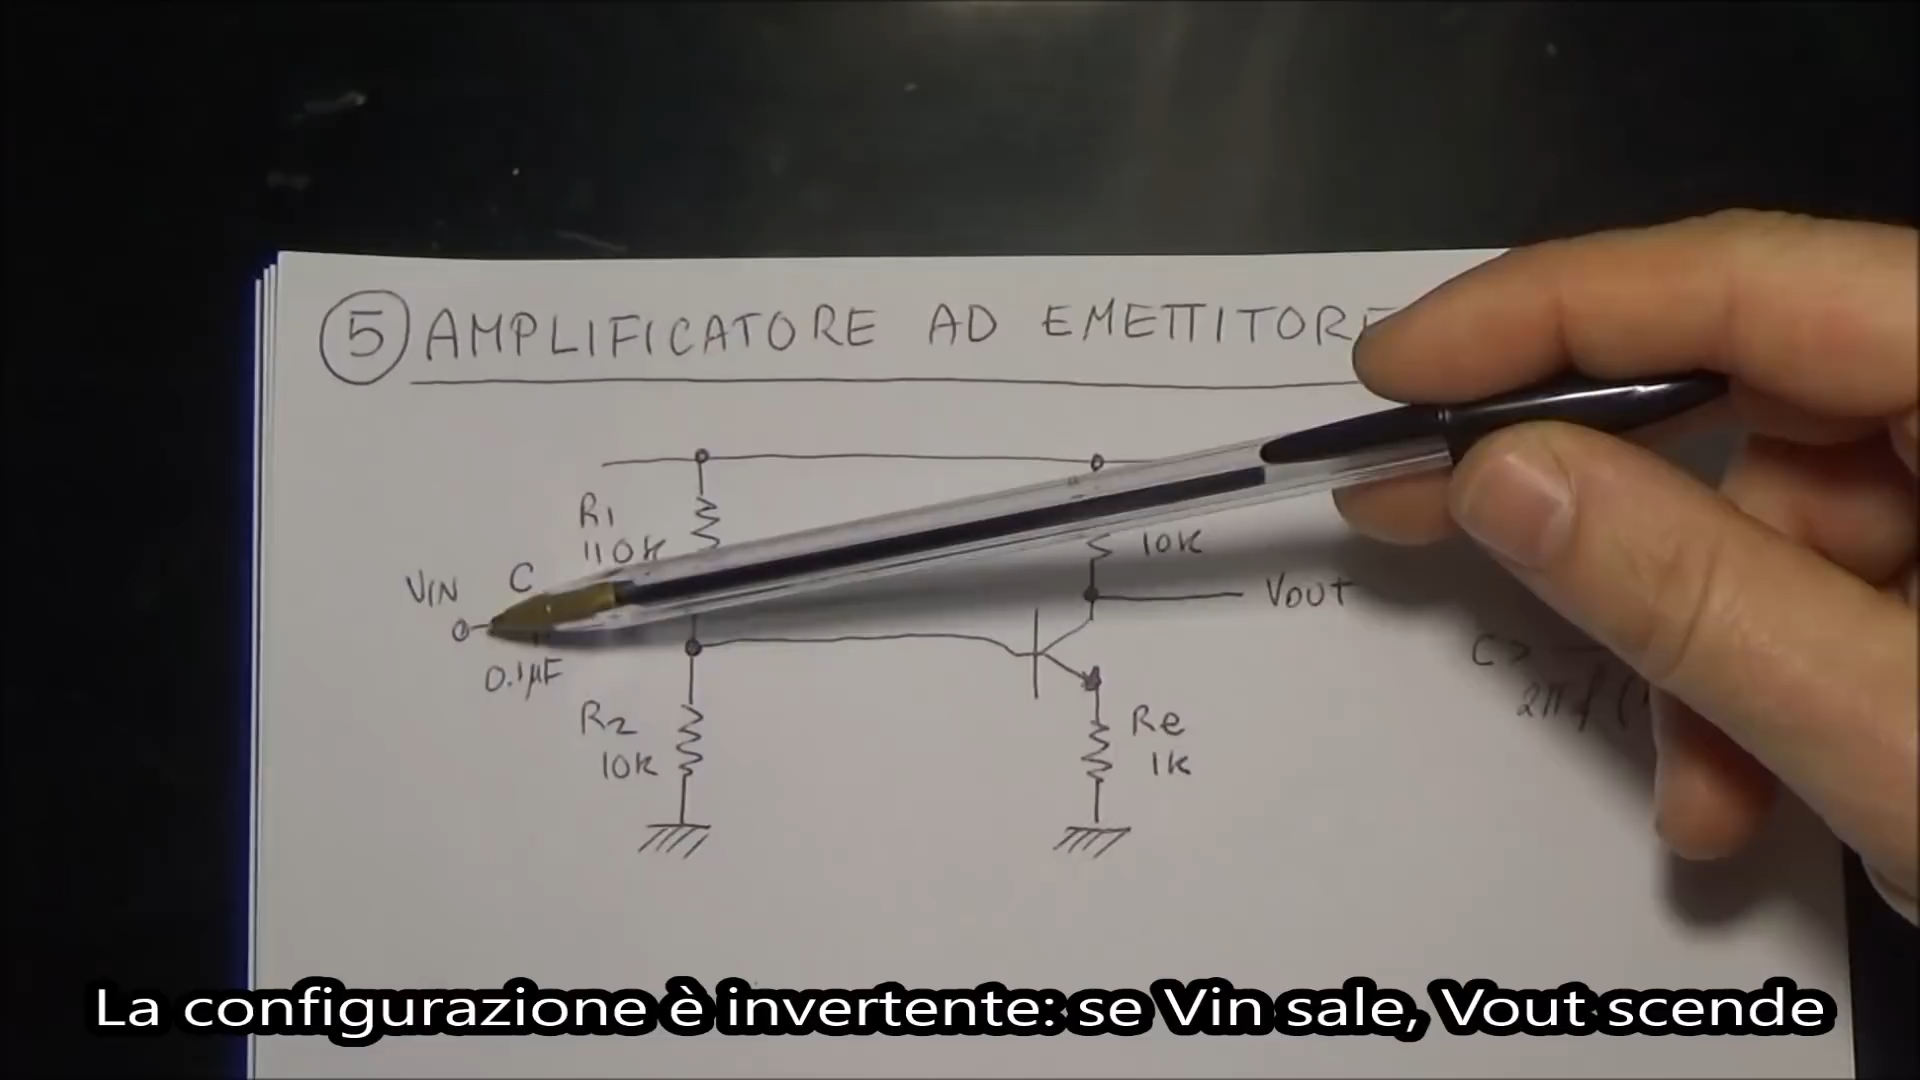 5 AMPLIFICATORE AD EMETTITORE
R1
110K
10K
VIN
C
VOUT
0.1µF
C >
2πf (
R2
10K
Re
1K
La configurazione è invertente: se Vin sale, Vout scende